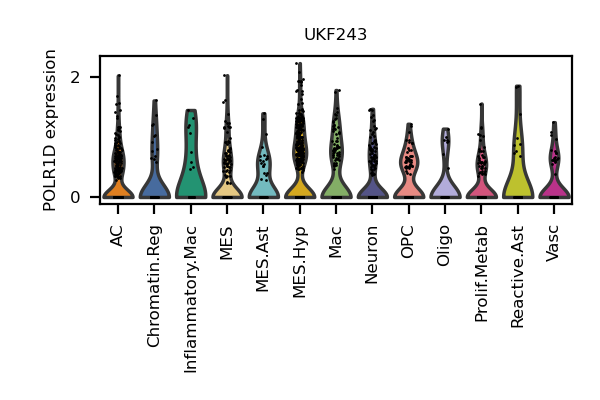 UKF243
POLR1D expression
2
0
AC
Chromatin.Reg
Inflammatory.Mac
MES
MES.Ast
MES.Hyp
Mac
Neuron
OPC
Oligo
Prolif.Metab
Reactive.Ast
Vasc